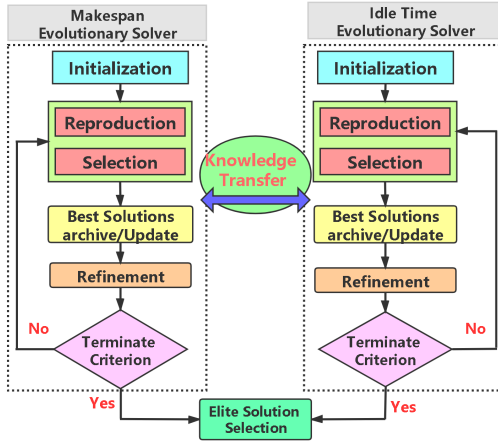 Makespan
Evolutionary Solver
Initialization
Reproduction
Selection
Best Solutions
archive/Update
Refinement
Terminate
Criterion
No
Yes
Knowledge
Transfer
Idle Time
Evolutionary Solver
Initialization
Reproduction
Selection
Best Solutions
archive/Update
Refinement
Terminate
Criterion
No
Yes
Elite Solution
Selection